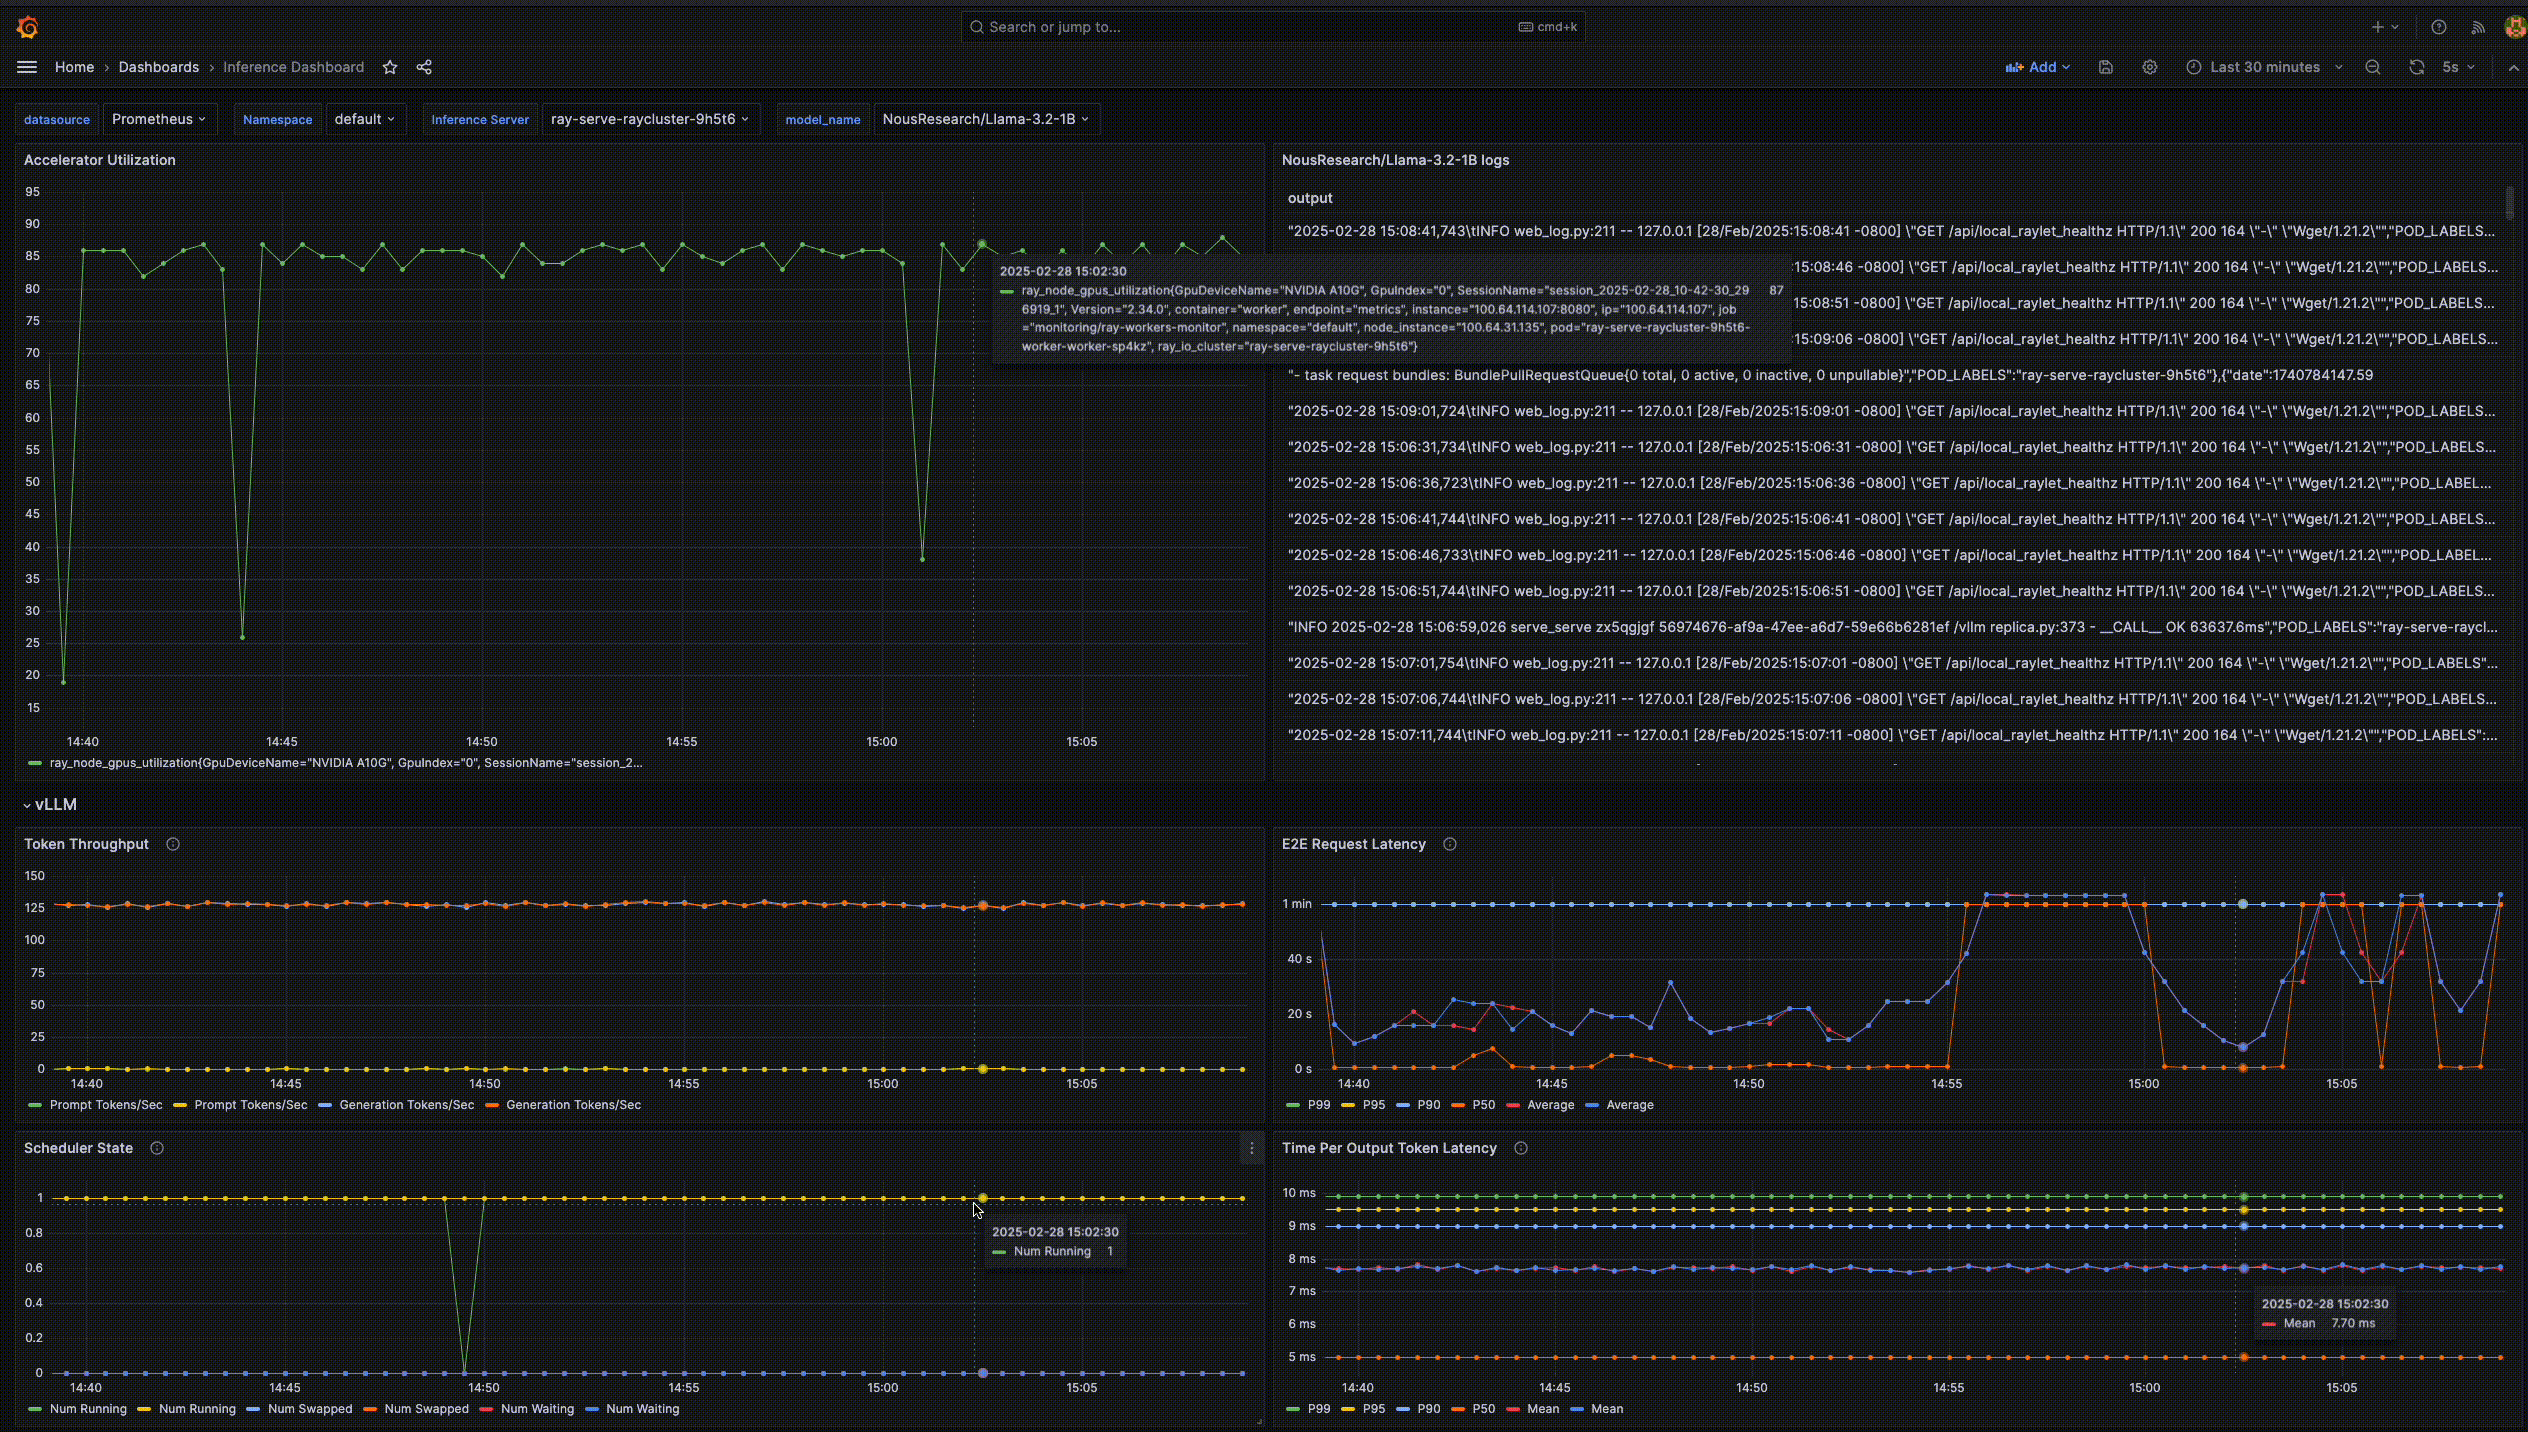 Search or jump to...
cmd+k
Home › Dashboards › Inference Dashboard
Add
Last 30 minutes
5s
datasource Prometheus Namespace default Inference Server ray-serve-raycluster-9h5t6 model_name NousResearch/Llama-3.2-1B
Accelerator Utilization
95
90
85
80
75
70
65
60
55
50
45
40
35
30
25
20
15
14:40 14:45 14:50 14:55 15:00 15:05
ray_node_gpus_utilization{GpuDeviceName="NVIDIA A10G", GpuIndex="0", SessionName="session_2...
2025-02-28 15:02:30
ray_node_gpus_utilization{GpuDeviceName="NVIDIA A10G", GpuIndex="0", SessionName="session_2025-02-28_10-42-30_29 87
6919_1", Version="2.34.0", container="worker", endpoint="metrics", instance="100.64.114.107:8080", ip="100.64.114.107", job
="monitoring/ray-workers-monitor", namespace="default", node_instance="100.64.31.135", pod="ray-serve-raycluster-9h5t6-
worker-worker-sp4kz", ray_io_cluster="ray-serve-raycluster-9h5t6"}
NousResearch/Llama-3.2-1B logs
output
"2025-02-28 15:08:41,743\tINFO web_log.py:211 -- 127.0.0.1 [28/Feb/2025:15:08:41 -0800] \"GET /api/local_raylet_healthz HTTP/1.1\" 200 164 \"-\" \"Wget/1.21.2\"","POD_LABELS...
15:08:46 -0800] \"GET /api/local_raylet_healthz HTTP/1.1\" 200 164 \"-\" \"Wget/1.21.2\"","POD_LABELS...
15:08:51 -0800] \"GET /api/local_raylet_healthz HTTP/1.1\" 200 164 \"-\" \"Wget/1.21.2\"","POD_LABELS...
15:09:06 -0800] \"GET /api/local_raylet_healthz HTTP/1.1\" 200 164 \"-\" \"Wget/1.21.2\"","POD_LABELS...
"- task request bundles: BundlePullRequestQueue{0 total, 0 active, 0 inactive, 0 unpullable}","POD_LABELS":"ray-serve-raycluster-9h5t6"},{"date":1740784147.59
"2025-02-28 15:09:01,724\tINFO web_log.py:211 -- 127.0.0.1 [28/Feb/2025:15:09:01 -0800] \"GET /api/local_raylet_healthz HTTP/1.1\" 200 164 \"-\" \"Wget/1.21.2\"","POD_LABELS...
"2025-02-28 15:06:31,734\tINFO web_log.py:211 -- 127.0.0.1 [28/Feb/2025:15:06:31 -0800] \"GET /api/local_raylet_healthz HTTP/1.1\" 200 164 \"-\" \"Wget/1.21.2\"","POD_LABELS...
"2025-02-28 15:06:36,723\tINFO web_log.py:211 -- 127.0.0.1 [28/Feb/2025:15:06:36 -0800] \"GET /api/local_raylet_healthz HTTP/1.1\" 200 164 \"-\" \"Wget/1.21.2\"","POD_LABEL...
"2025-02-28 15:06:41,744\tINFO web_log.py:211 -- 127.0.0.1 [28/Feb/2025:15:06:41 -0800] \"GET /api/local_raylet_healthz HTTP/1.1\" 200 164 \"-\" \"Wget/1.21.2\"","POD_LABELS...
"2025-02-28 15:06:46,733\tINFO web_log.py:211 -- 127.0.0.1 [28/Feb/2025:15:06:46 -0800] \"GET /api/local_raylet_healthz HTTP/1.1\" 200 164 \"-\" \"Wget/1.21.2\"","POD_LABEL...
"2025-02-28 15:06:51,744\tINFO web_log.py:211 -- 127.0.0.1 [28/Feb/2025:15:06:51 -0800] \"GET /api/local_raylet_healthz HTTP/1.1\" 200 164 \"-\" \"Wget/1.21.2\"","POD_LABELS...
"INFO 2025-02-28 15:06:59,026 serve_serve zx5qgjgf 56974676-af9a-47ee-a6d7-59e66b6281ef /vllm replica.py:373 - __CALL__ OK 63637.6ms","POD_LABELS":"ray-serve-raycl...
"2025-02-28 15:07:01,754\tINFO web_log.py:211 -- 127.0.0.1 [28/Feb/2025:15:07:01 -0800] \"GET /api/local_raylet_healthz HTTP/1.1\" 200 164 \"-\" \"Wget/1.21.2\"","POD_LABELS"...
"2025-02-28 15:07:06,744\tINFO web_log.py:211 -- 127.0.0.1 [28/Feb/2025:15:07:06 -0800] \"GET /api/local_raylet_healthz HTTP/1.1\" 200 164 \"-\" \"Wget/1.21.2\"","POD_LABELS...
"2025-02-28 15:07:11,744\tINFO web_log.py:211 -- 127.0.0.1 [28/Feb/2025:15:07:11 -0800] \"GET /api/local_raylet_healthz HTTP/1.1\" 200 164 \"-\" \"Wget/1.21.2\"","POD_LABELS":...
vLLM
Token Throughput
150
125
100
75
50
25
0
14:40 14:45 14:50 14:55 15:00 15:05
Prompt Tokens/Sec Prompt Tokens/Sec Generation Tokens/Sec Generation Tokens/Sec
E2E Request Latency
1 min
40 s
20 s
0 s
14:40 14:45 14:50 14:55 15:00 15:05
P99 P95 P90 P50 Average Average
Scheduler State
1
0.8
0.6
0.4
0.2
0
14:40 14:45 14:50 14:55 15:00 15:05
2025-02-28 15:02:30
Num Running 1
Num Running Num Running Num Swapped Num Swapped Num Waiting Num Waiting
Time Per Output Token Latency
10 ms
9 ms
8 ms
7 ms
6 ms
5 ms
14:40 14:45 14:50 14:55 15:00 15:05
2025-02-28 15:02:30
Mean 7.70 ms
P99 P95 P90 P50 Mean Mean